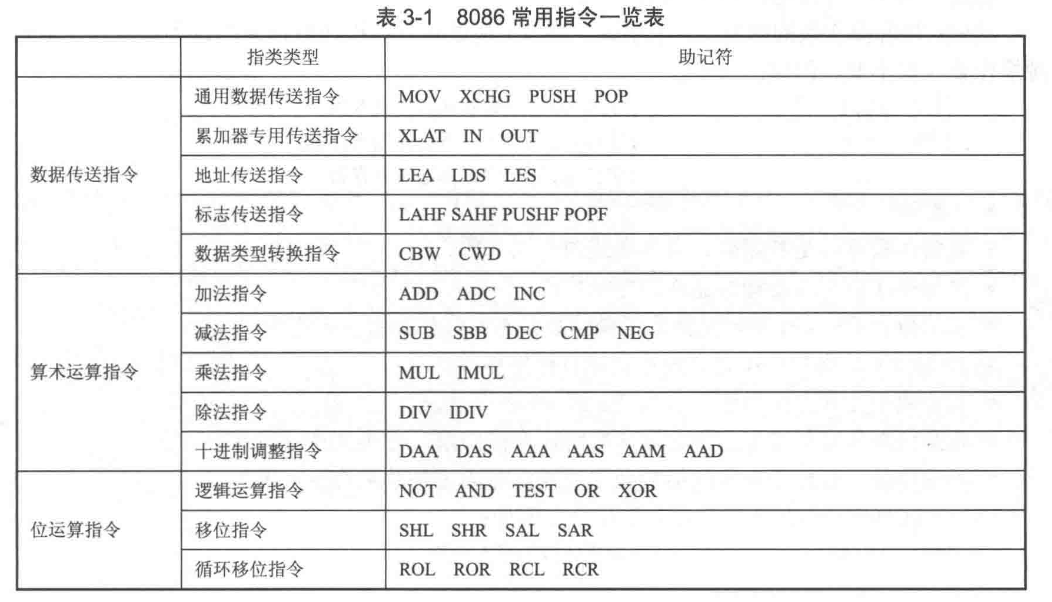 表 3-1 8086 常用指令一览表
指类类型 助记符
数据传送指令 通用数据传送指令 MOV XCHG PUSH POP
累加器专用传送指令 XLAT IN OUT
地址传送指令 LEA LDS LES
标志传送指令 LAHF SAHF PUSHF POPF
数据类型转换指令 CBW CWD
算术运算指令 加法指令 ADD ADC INC
减法指令 SUB SBB DEC CMP NEG
乘法指令 MUL IMUL
除法指令 DIV IDIV
十进制调整指令 DAA DAS AAA AAS AAM AAD
位运算指令 逻辑运算指令 NOT AND TEST OR XOR
移位指令 SHL SHR SAL SAR
循环移位指令 ROL ROR RCL RCR